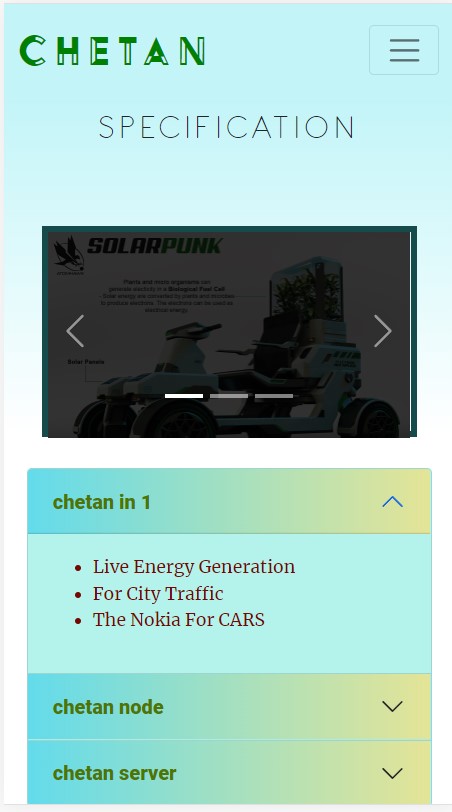 CHETAN
SPECIFICATION
SOLARPUNK
Plants and micro organisms can
generate electicity in a Biological Fuel Cell
- Solar energy are converted by plants and microbes
to produce electrons. The electrons can be used as
electrical energy.
Solar Panels
chetan in 1
• Live Energy Generation
• For City Traffic
• The Nokia For CARS
chetan node
chetan server